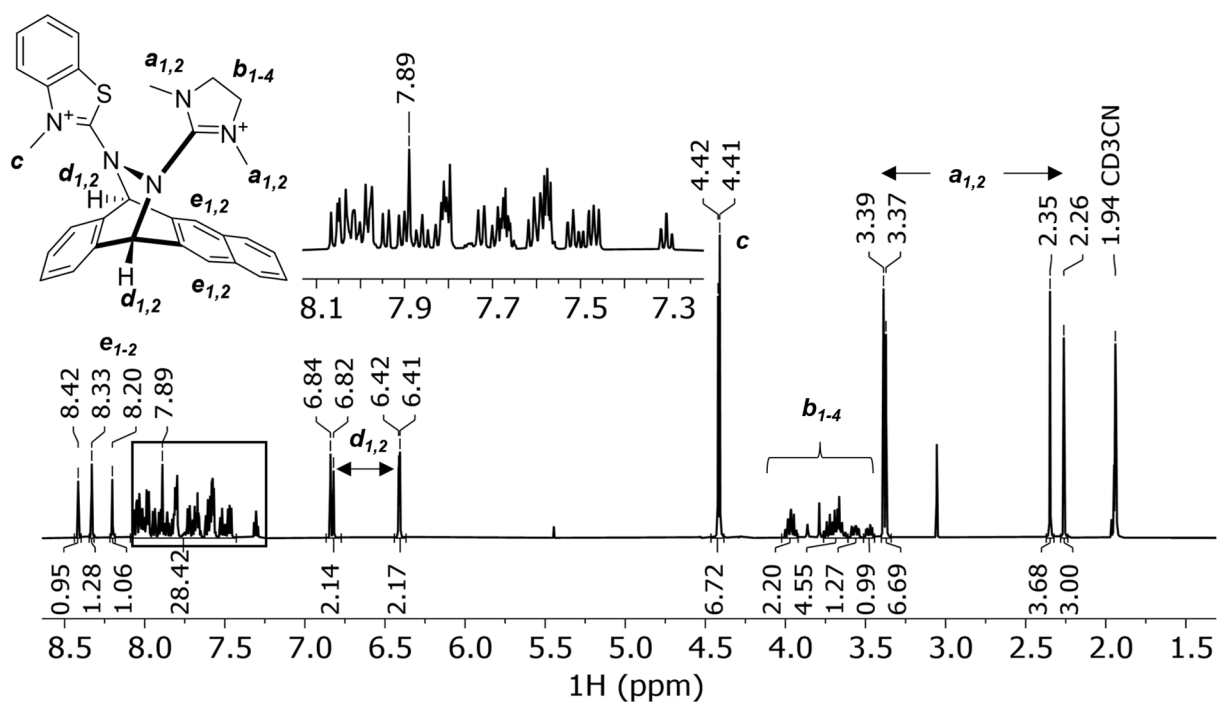 a1,2
b1-4
S
N
N+
N+
c
a1,2
N
d1,2
N
H
e1,2
H
d1,2
e1,2
7.89
8.1 7.9 7.7 7.5 7.3
e1-2
8.42
8.33
8.20
7.89
6.84
6.82
6.42
6.41
d1,2
4.42
4.41
c
b1-4
3.39
3.37
a1,2
2.35
2.26
1.94 CD3CN
0.95
1.28
1.06
28.42
2.14
2.17
6.72
2.20
4.55
1.27
0.99
6.69
3.68
3.00
8.5 8.0 7.5 7.0 6.5 6.0 5.5 5.0 4.5 4.0 3.5 3.0 2.5 2.0 1.5
1H (ppm)